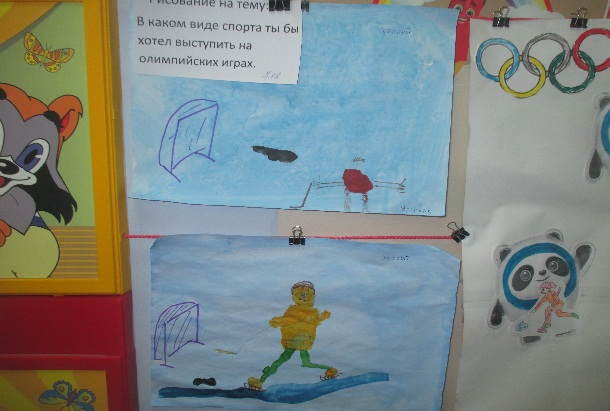 Рисование на тему:
В каком виде спорта ты бы
хотел выступить на
олимпийских играх.